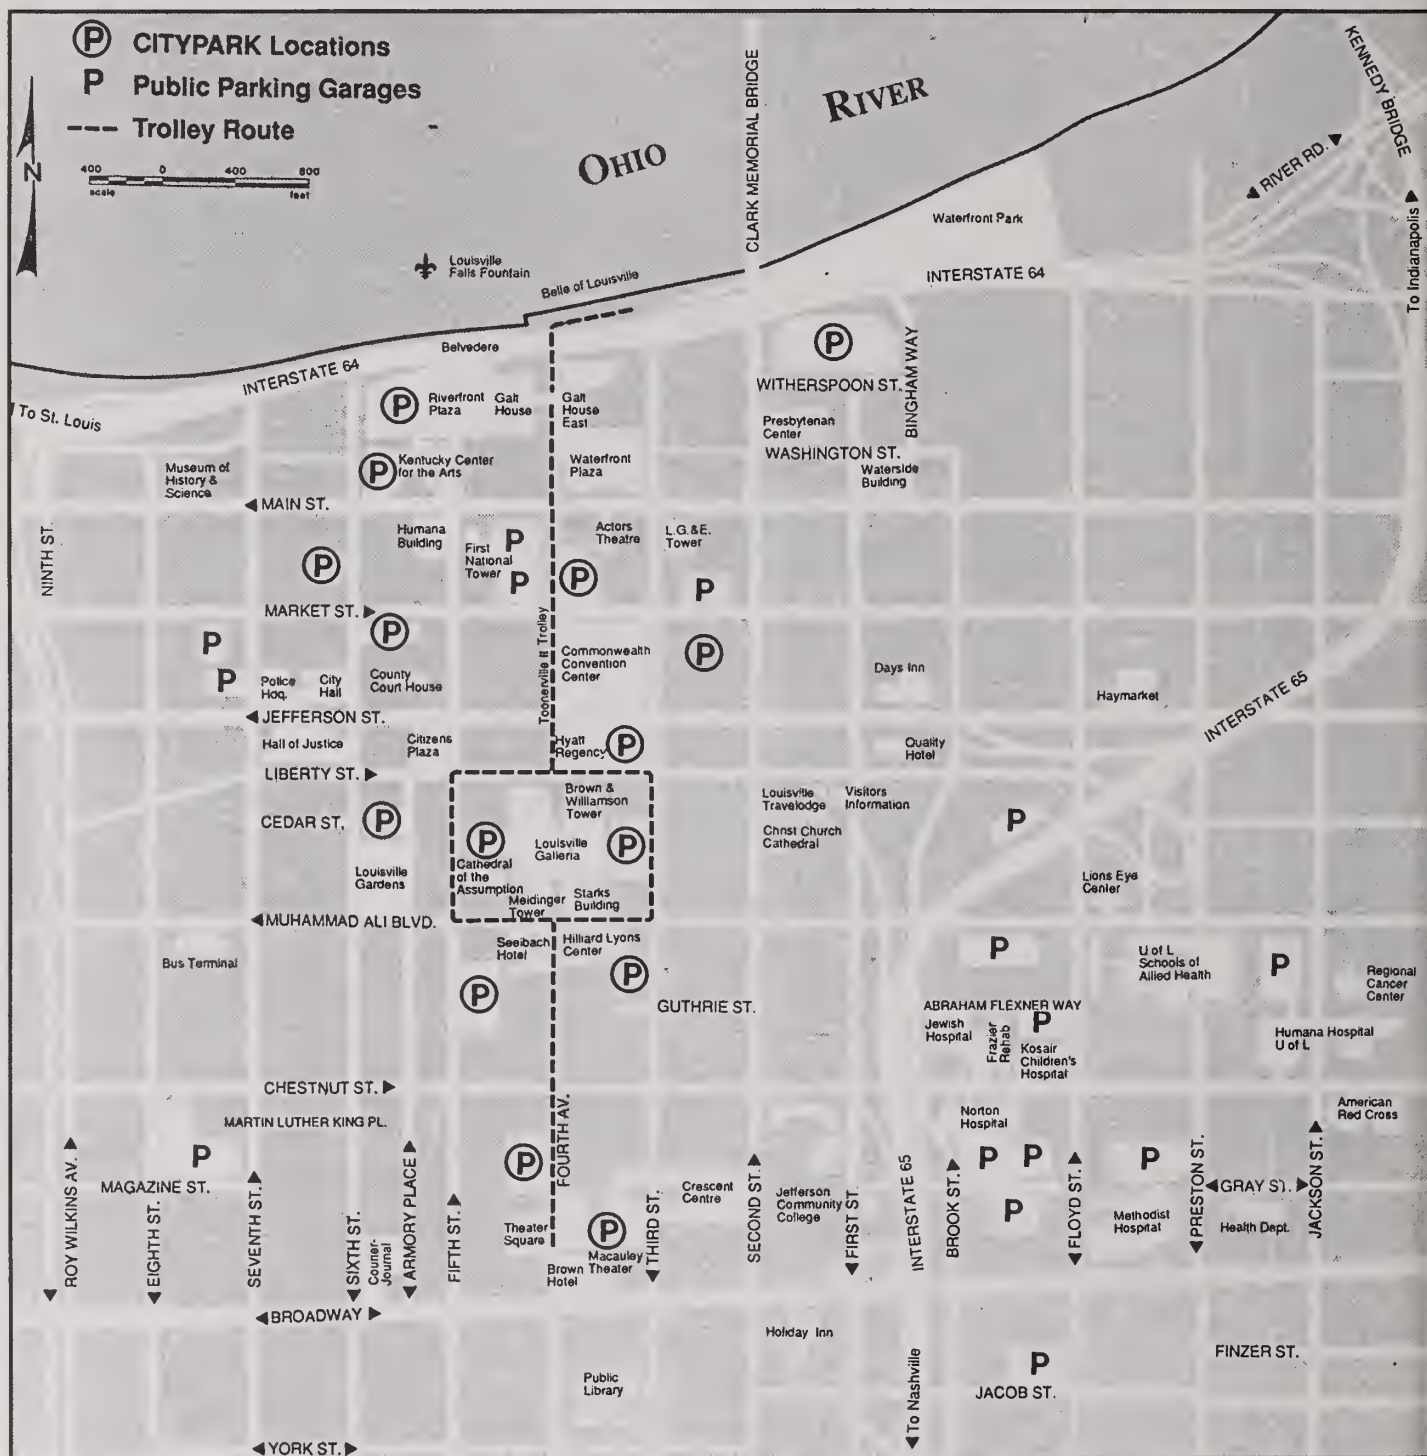 P CITYPARK Locations
P Public Parking Garages
Trolley Route
N
400 0 400 800
scale feet
OHIO
RIVER
CLARK MEMORIAL BRIDGE
KENNEDY BRIDGE
RIVER RD.
To Indianapolis
Waterfront Park
INTERSTATE 64
Louisville
Falls Fountain
Belle of Louisville
Belvedere
INTERSTATE 64
To St. Louis
P
P
Riverfront
Plaza
Galt
House
Galt
House
East
WITHERSPOON ST.
BINGHAM WAY
Presbyterian
Center
WASHINGTON ST.
Waterside
Building
Museum of
History &
Science
P
Kentucky Center
for the Arts
Waterfront
Plaza
MAIN ST.
NINTH ST.
Humana
Building
First
National
Tower
P
P
P
P
Actors
Theatre
L.G.&E.
Tower
P
MARKET ST.
P
P
P
Toonerville II Trolley
Commonwealth
Convention
Center
P
Days Inn
Haymarket
INTERSTATE 65
Police
Hdq.
City
Hall
County
Court House
JEFFERSON ST.
Hall of Justice
Citizens
Plaza
Hyatt
Regency
P
Quality
Hotel
LIBERTY ST.
CEDAR ST,
P
Brown &
Williamson
Tower
Louisville
Travelodge
Visitors
Information
P
Christ Church
Cathedral
P
Louisville
Galleria
P
Louisville
Gardens
Cathedral
of the
Assumption
Meidinger
Tower
Starks
Building
Lions Eye
Center
MUHAMMAD ALI BLVD.
Bus Terminal
Seelbach
Hotel
Hilliard Lyons
Center
P
P
GUTHRIE ST.
P
U of L
Schools of
Allied Health
P
Regional
Cancer
Center
ABRAHAM FLEXNER WAY
Jewish
Hospital
Frazier
Rehab
P
Kosair
Children's
Hospital
Humana Hospital
U of L
CHESTNUT ST.
MARTIN LUTHER KING PL.
Norton
Hospital
American
Red Cross
P
MAGAZINE ST.
P
FOURTH AV.
P
P
P
P
GRAY ST.
Crescent
Centre
Jefferson
Community
College
Methodist
Hospital
Health Dept.
ROY WILKINS AV.
EIGHTH ST.
SEVENTH ST.
SIXTH ST.
Courier-
Journal
ARMORY PLACE
FIFTH ST.
Theater
Square
P
Brown
Hotel
Macauley
Theater
THIRD ST.
SECOND ST.
FIRST ST.
INTERSTATE 65
BROOK ST.
FLOYD ST.
PRESTON ST.
JACKSON ST.
BROADWAY
Holiday Inn
FINZER ST.
P
JACOB ST.
Public
Library
To Nashville
YORK ST.